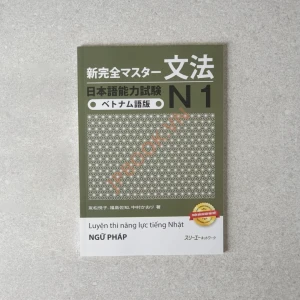 新完全マスター 文法
日本語能力試験 N1
ベトナム語版
Luyện thi năng lực tiếng Nhật
NGỮ PHÁP
スリーエーネットワーク